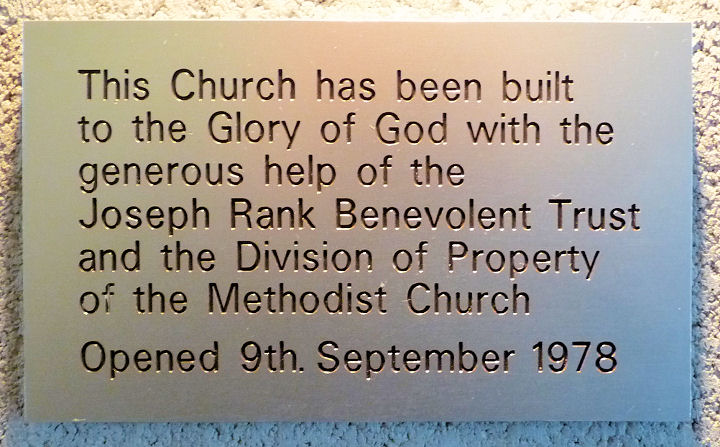 This Church has been built
to the Glory of God with the
generous help of the
Joseph Rank Benevolent Trust
and the Division of Property
of the Methodist Church
Opened 9th. September 1978